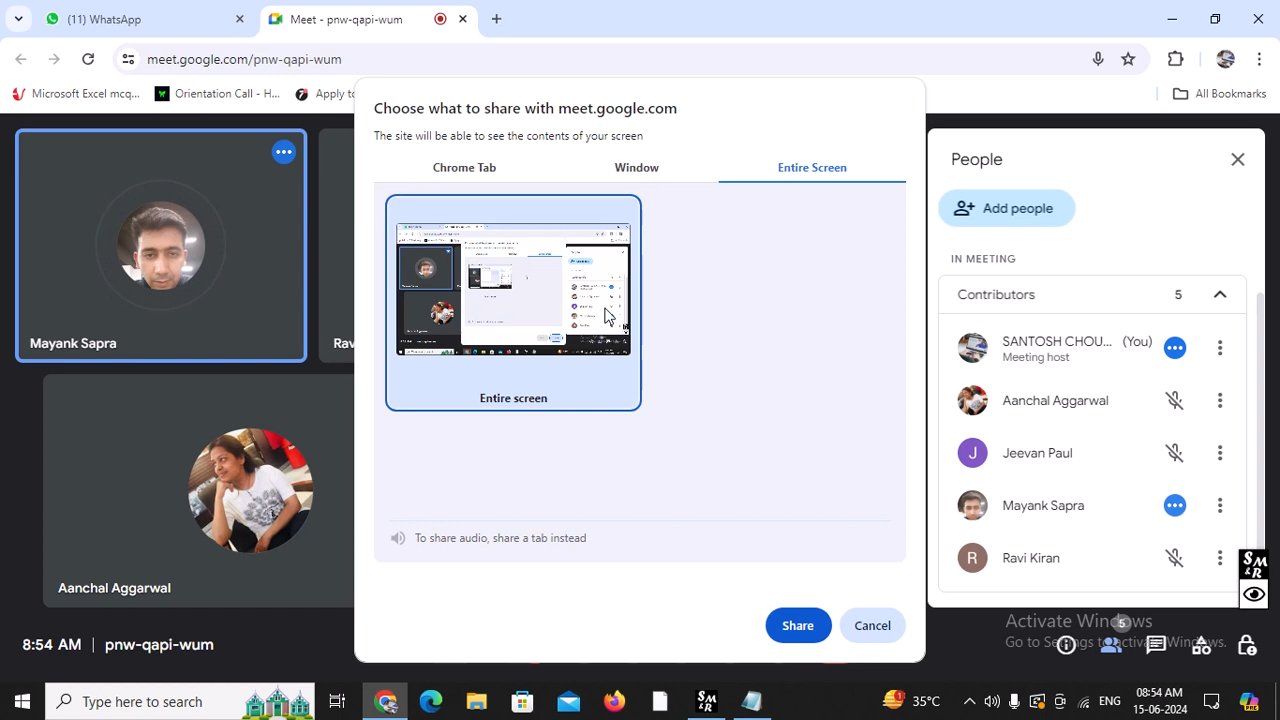 (11) WhatsApp
Meet - pnw-qapi-wum
meet.google.com/pnw-qapi-wum
Microsoft Excel mcq...
Orientation Call - H...
Apply to
All Bookmarks
Choose what to share with meet.google.com
The site will be able to see the contents of your screen
Chrome Tab
Window
Entire Screen
Entire screen
To share audio, share a tab instead
Share
Cancel
Mayank Sapra
Rav
Aanchal Aggarwal
8:54 AM | pnw-qapi-wum
People
Add people
IN MEETING
Contributors 5
SANTOSH CHOU... (You)
Meeting host
Aanchal Aggarwal
J Jeevan Paul
Mayank Sapra
R Ravi Kiran
SM
&R
Activate Windows
Go to Settings to activate Windows.
5
Type here to search
SM
&R
35°C
ENG
08:54 AM
15-06-2024
PRE